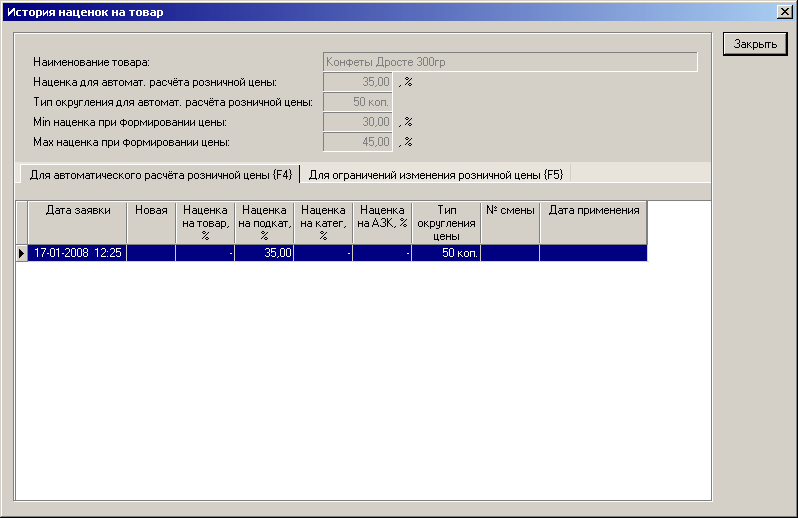 История наценок на товар
Закрыть
Наименование товара: Конфеты Дросте 300гр
Наценка для автомат. расчёта розничной цены: 35,00 , %
Тип округления для автомат. расчёта розничной цены: 50 коп.
Min наценка при формировании цены: 30,00 , %
Max наценка при формировании цены: 45,00 , %
Для автоматического расчёта розничной цены {F4} Для ограничений изменения розничной цены {F5}
Дата заявки Новая Наценка Наценка Наценка Наценка Тип № смены Дата применения
на товар, на подкат, на катег, на АЗК, % округления
% % % цены
17-01-2008 12:25 - 35,00 - - 50 коп.